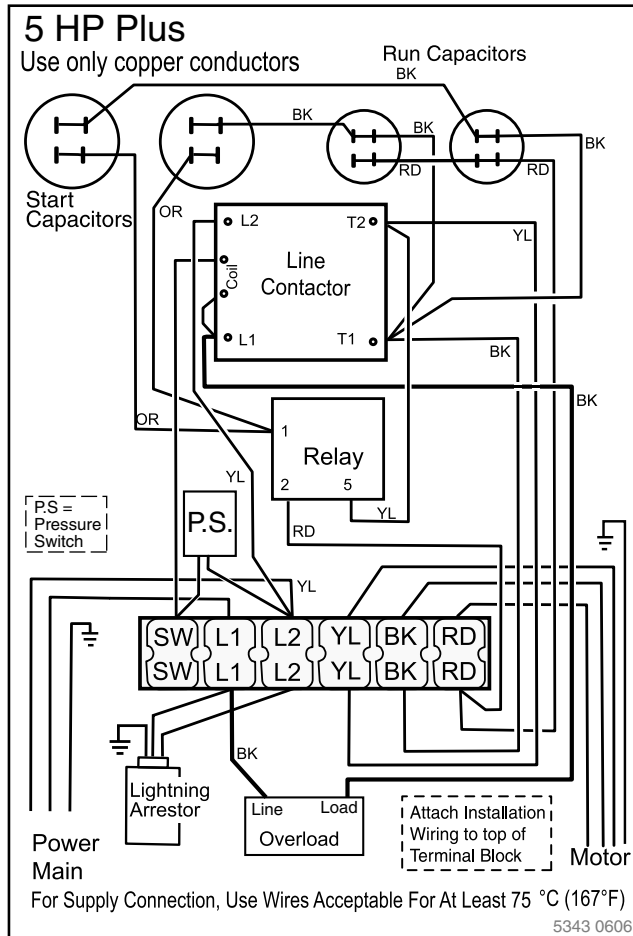 5 HP Plus
Use only copper conductors
Run Capacitors
BK
BK
BK
BK
RD
RD
Start
Capacitors
OR
L2
T2
YL
Coil
Line
Contactor
L1
T1
BK
BK
OR
1
Relay
2
5
YL
YL
RD
P.S =
Pressure
Switch
P.S.
YL
SW
L1
L2
YL
BK
RD
SW
L1
L2
YL
BK
RD
BK
Lightning
Arrestor
Line
Load
Overload
Attach Installation
Wiring to top of
Terminal Block
Power
Main
Motor
For Supply Connection, Use Wires Acceptable For At Least 75 °C (167°F)
5343 0606